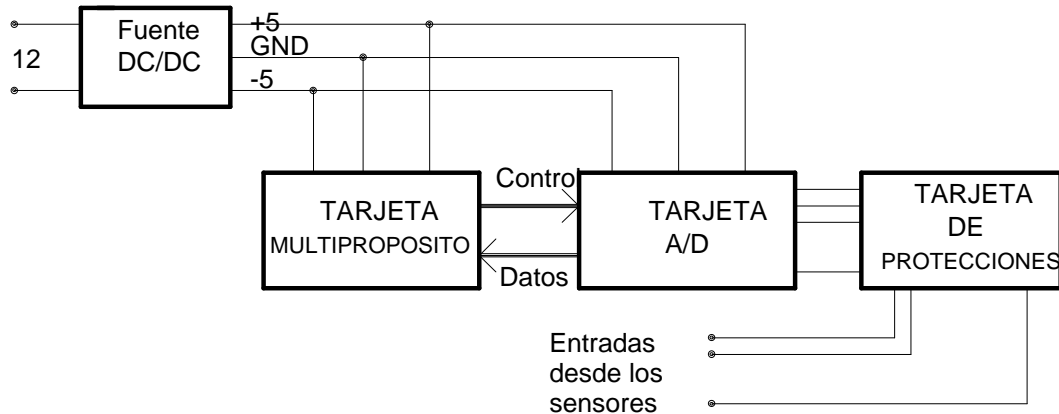 Fuente
DC/DC
12
+5
GND
-5
Control
Datos
TARJETA
MULTIPROPOSITO
TARJETA
A/D
TARJETA
DE
PROTECCIONES
Entradas
desde los
sensores